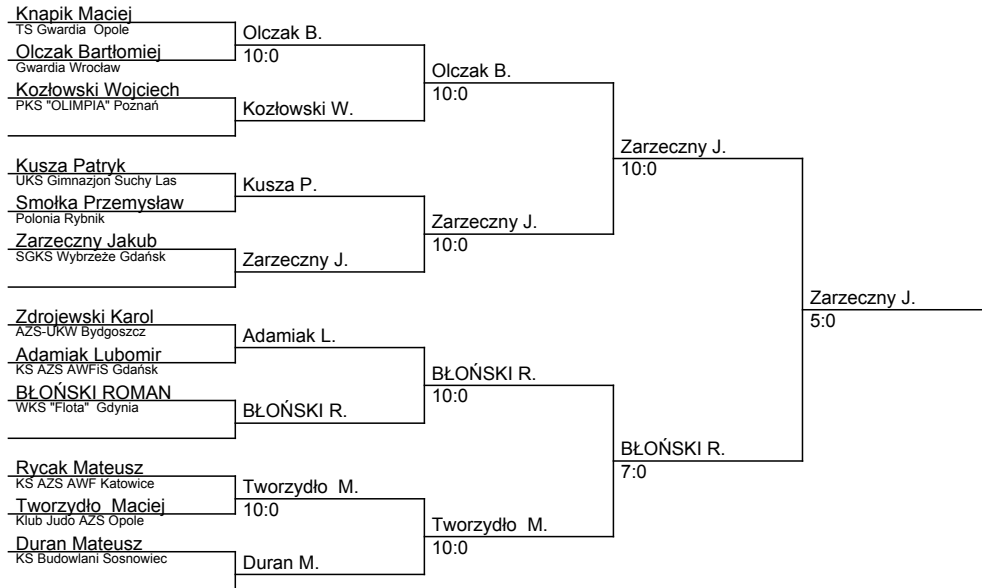 Knapik Maciej
TS Gwardia  Opole
Olczak B.
Olczak Bartłomiej
10:0
Gwardia Wrocław
Olczak B.
Kozłowski Wojciech
10:0
PKS "OLIMPIA" Poznań
Kozłowski W.
Zarzeczny J.
Kusza Patryk
10:0
UKS Gimnazjon Suchy Las
Kusza P.
Smołka Przemysław
Polonia Rybnik
Zarzeczny J.
Zarzeczny Jakub
10:0
SGKS Wybrzeże Gdańsk
Zarzeczny J.
Zarzeczny J.
Zdrojewski Karol
5:0
AZS-UKW Bydgoszcz
Adamiak L.
Adamiak Lubomir
KS AZS AWFiS Gdańsk
BŁOŃSKI R.
BŁOŃSKI ROMAN
10:0
WKS "Flota"  Gdynia
BŁOŃSKI R.
BŁOŃSKI R.
Rycak Mateusz
7:0
KS AZS AWF Katowice
Tworzydło  M.
Tworzydło  Maciej
10:0
Klub Judo AZS Opole
Tworzydło  M.
Duran Mateusz
10:0
KS Budowlani Sosnowiec
Duran M.